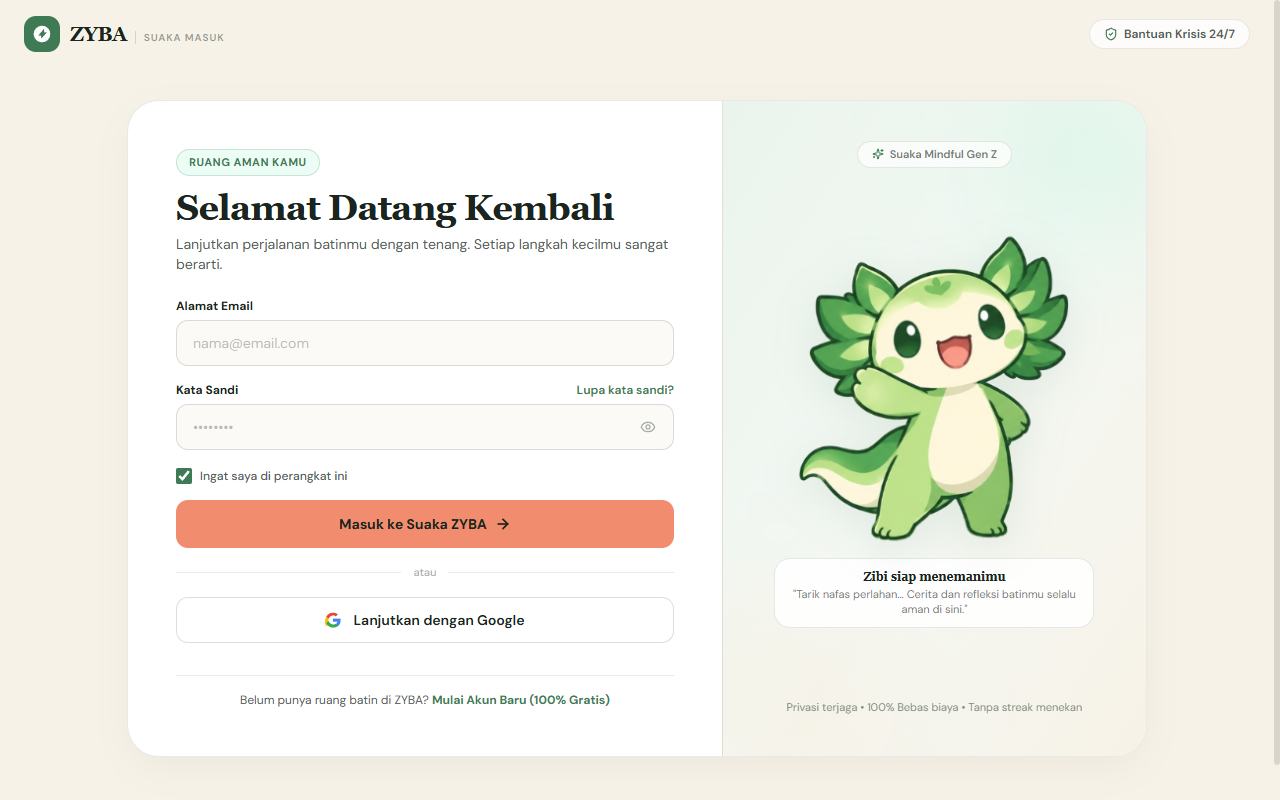 ZYBA
SUAKA MASUK
Bantuan Krisis 24/7
RUANG AMAN KAMU
Selamat Datang Kembali
Lanjutkan perjalanan batinmu dengan tenang. Setiap langkah kecilmu sangat
berarti.
Alamat Email
nama@email.com
Kata Sandi
Lupa kata sandi?
••••••••
Ingat saya di perangkat ini
Masuk ke Suaka ZYBA →
atau
Lanjutkan dengan Google
Belum punya ruang batin di ZYBA? Mulai Akun Baru (100% Gratis)
Suaka Mindful Gen Z
Zibi siap menemanimu
"Tarik nafas perlahan... Cerita dan refleksi batinmu selalu
aman di sini."
Privasi terjaga • 100% Bebas biaya • Tanpa streak menekan